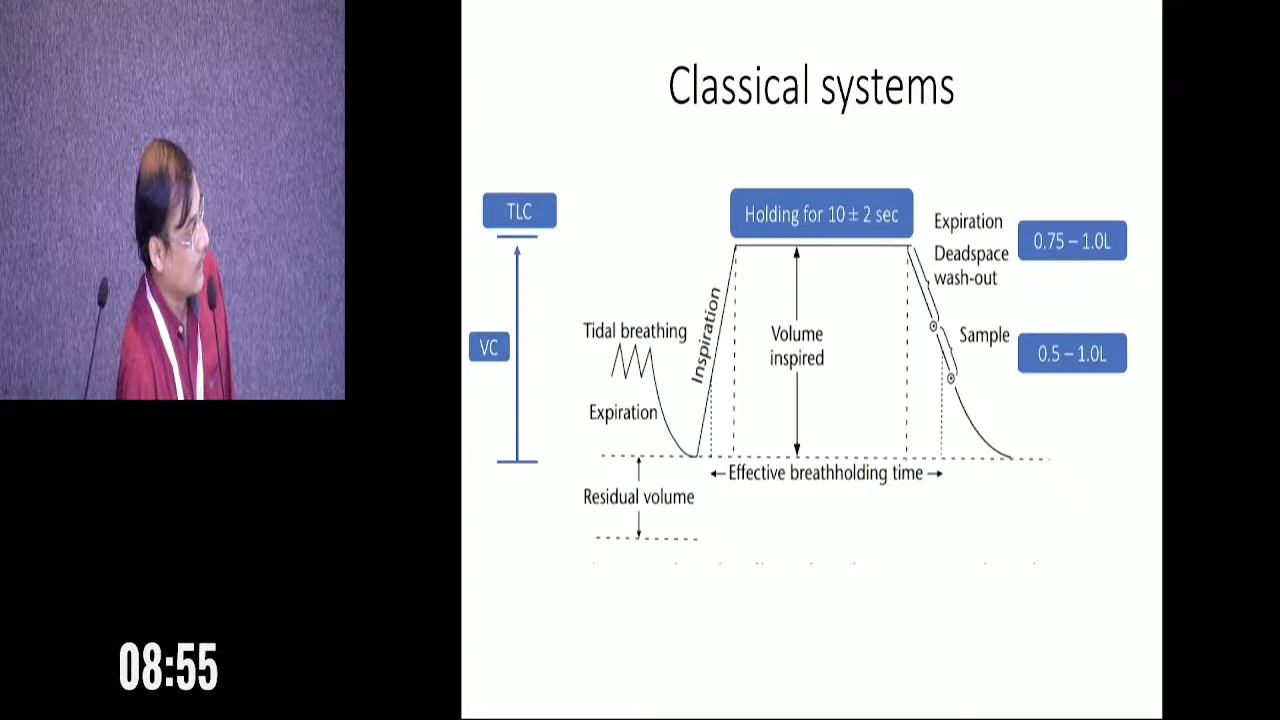 Classical systems
TLC
Holding for 10 ± 2 sec
Expiration
0.75 – 1.0L
Deadspace
wash-out
Inspiration
Tidal breathing
Volume
inspired
Sample
VC
0.5 – 1.0L
Expiration
Effective breathholding time
Residual volume
08:55